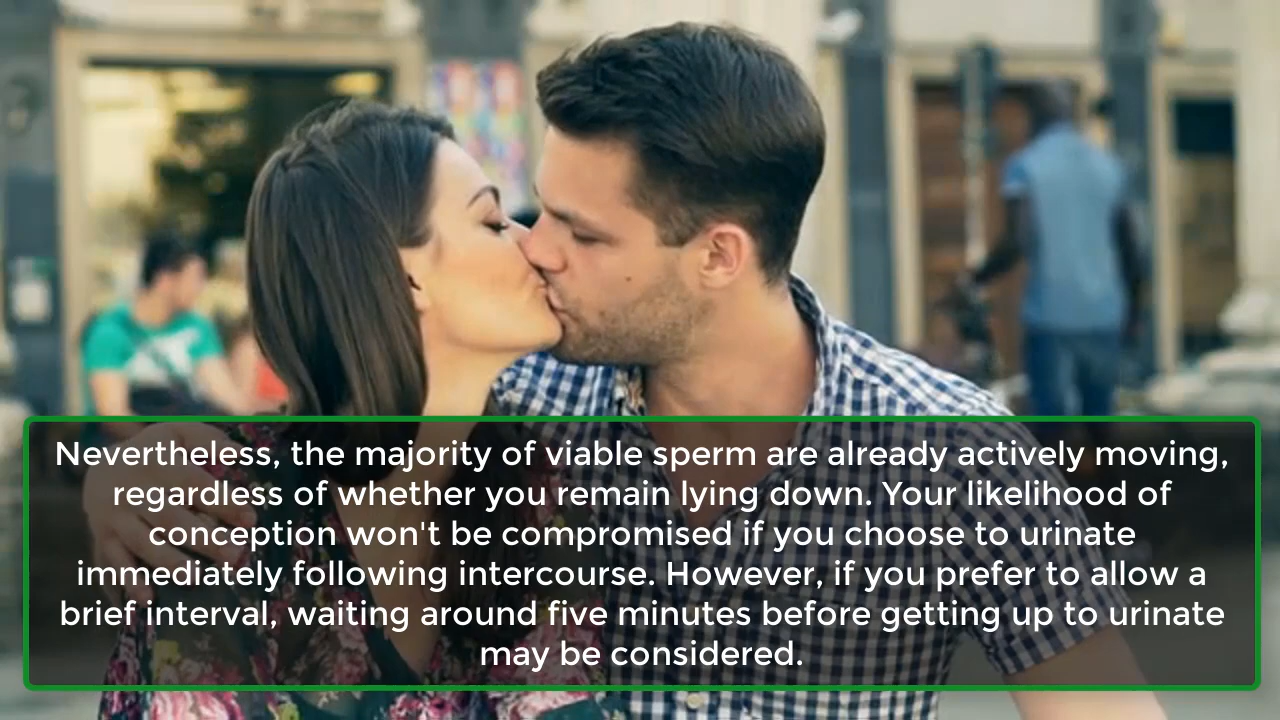 Nevertheless, the majority of viable sperm are already actively moving,
regardless of whether you remain lying down. Your likelihood of
conception won't be compromised if you choose to urinate
immediately following intercourse. However, if you prefer to allow a
brief interval, waiting around five minutes before getting up to urinate
may be considered.